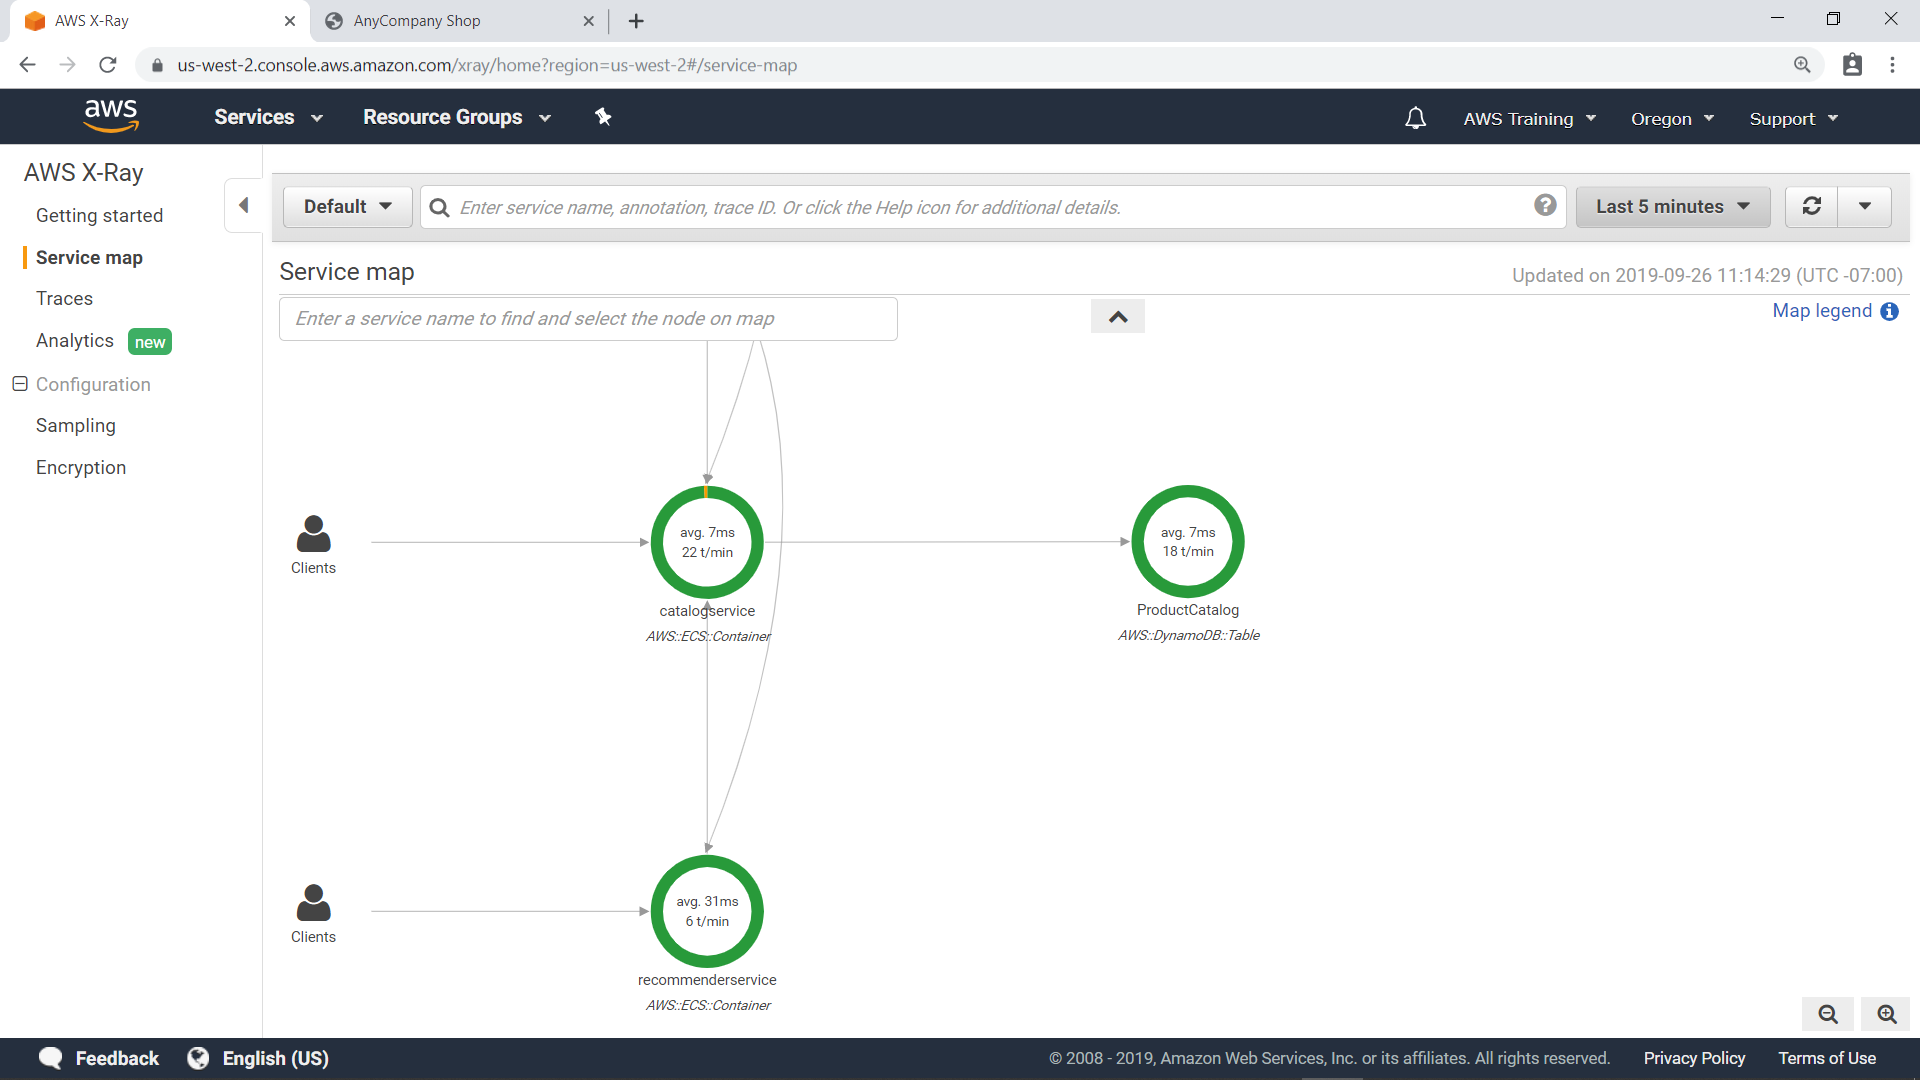 AWS X-Ray
AnyCompany Shop
us-west-2.console.aws.amazon.com/xray/home?region=us-west-2#/service-map
aws
Services
Resource Groups
AWS Training
Oregon
Support
AWS X-Ray
Getting started
Service map
Traces
Analytics new
Configuration
Sampling
Encryption
Default
Enter service name, annotation, trace ID. Or click the Help icon for additional details.
Last 5 minutes
Service map
Updated on 2019-09-26 11:14:29 (UTC -07:00)
Enter a service name to find and select the node on map
Map legend
Clients
avg. 7ms
22 t/min
catalogservice
AWS::ECS::Container
avg. 7ms
18 t/min
ProductCatalog
AWS::DynamoDB::Table
Clients
avg. 31ms
6 t/min
recommenderservice
AWS::ECS::Container
Feedback
English (US)
© 2008 - 2019, Amazon Web Services, Inc. or its affiliates. All rights reserved.
Privacy Policy
Terms of Use